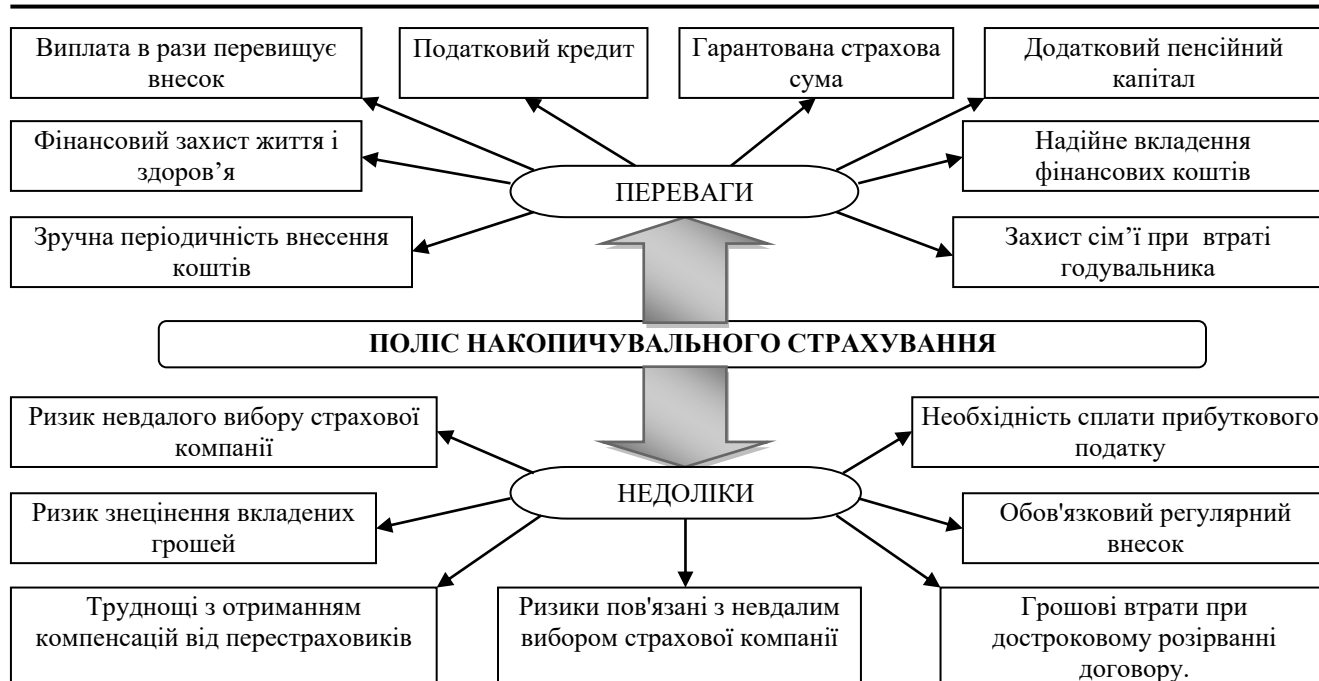 Виплата в рази перевищує
внесок
Податковий кредит
Гарантована страхова
сума
Додатковий пенсійний
капітал
Фінансовий захист життя і
здоров’я
Надійне вкладення
фінансових коштів
ПЕРЕВАГИ
Зручна періодичність внесення
коштів
Захист сім’ї при втраті
годувальника
ПОЛІС НАКОПИЧУВАЛЬНОГО СТРАХУВАННЯ
Ризик невдалого вибору страхової
компанії
Необхідність сплати прибуткового
податку
НЕДОЛІКИ
Ризик знецінення вкладених
грошей
Обов'язковий регулярний
внесок
Труднощі з отриманням
компенсацій від перестраховиків
Ризики пов'язані з невдалим
вибором страхової компанії
Грошові втрати при
достроковому розірванні
договору.